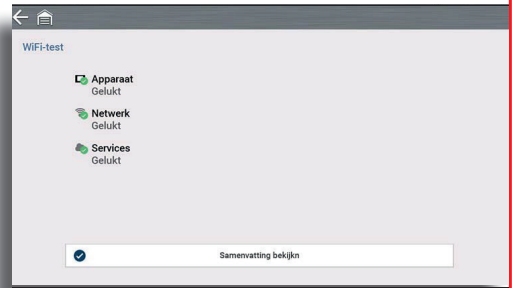 WiFi-test
Apparaat
Gelukt
Netwerk
Gelukt
Services
Gelukt
Samenvatting bekijkn